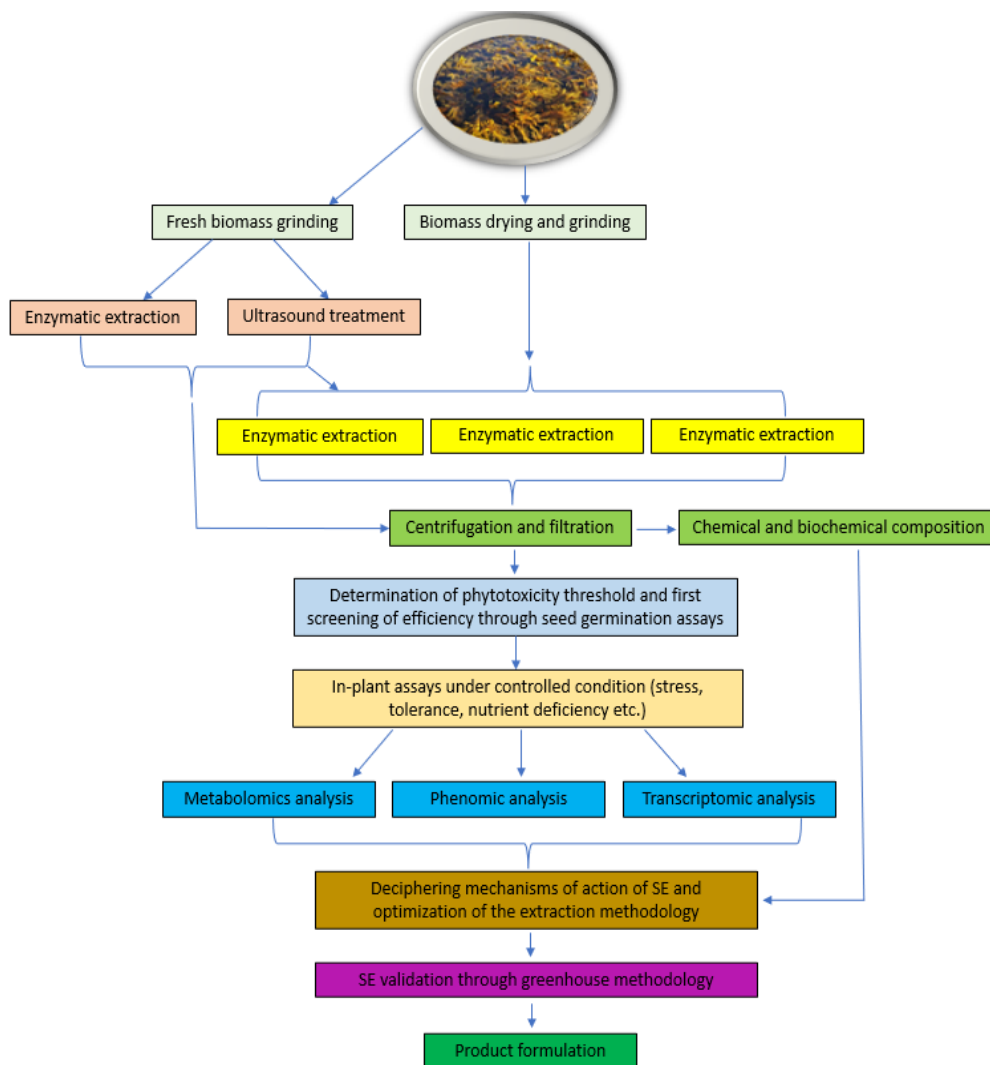 Fresh biomass grinding
Biomass drying and grinding
Enzymatic extraction
Ultrasound treatment
Enzymatic extraction
Enzymatic extraction
Enzymatic extraction
Centrifugation and filtration
Chemical and biochemical composition
Determination of phytotoxicity threshold and first
screening of efficiency through seed germination assays
In-plant assays under controlled condition (stress,
tolerance, nutrient deficiency etc.)
Metabolomics analysis
Phenomic analysis
Transcriptomic analysis
Deciphering mechanisms of action of SE and
optimization of the extraction methodology
SE validation through greenhouse methodology
Product formulation